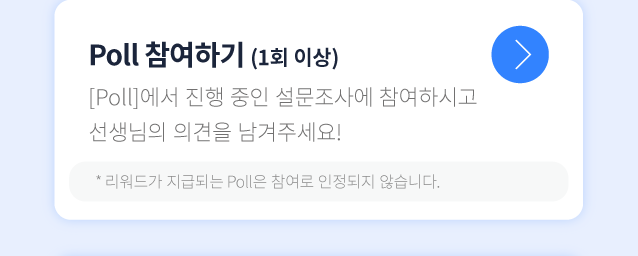 Poll 참여하기 (1회 이상)
[Poll]에서 진행 중인 설문조사에 참여하시고
선생님의 의견을 남겨주세요!
* 리워드가 지급되는 Poll은 참여로 인정되지 않습니다.